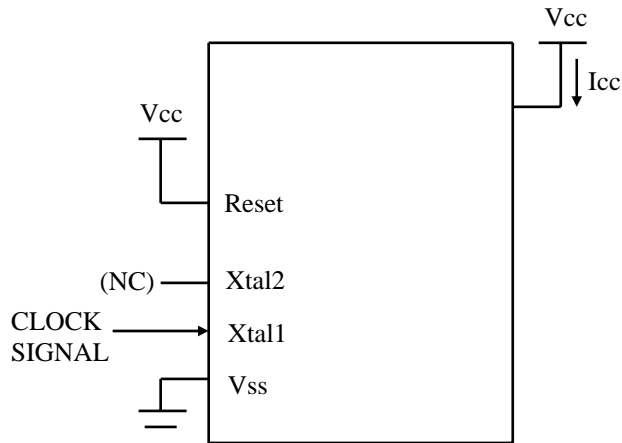 Vcc
Icc
Vcc
Reset
(NC)
Xtal2
CLOCK
SIGNAL
Xtal1
Vss